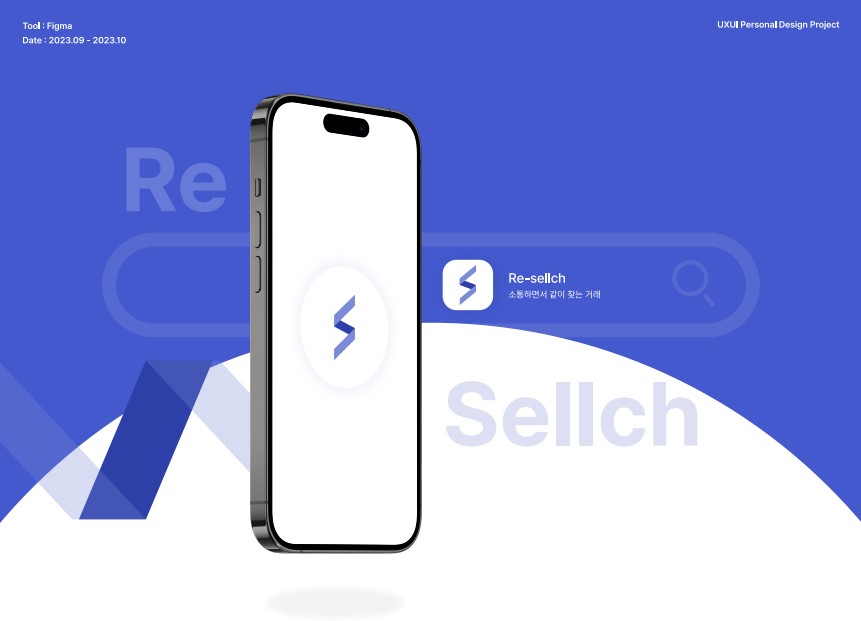 Tool : Figma
Date : 2023.09 - 2023.10
UXUI Personal Design Project
Re
Re-sellch
소통하면서 같이 찾는 거래
Sellch